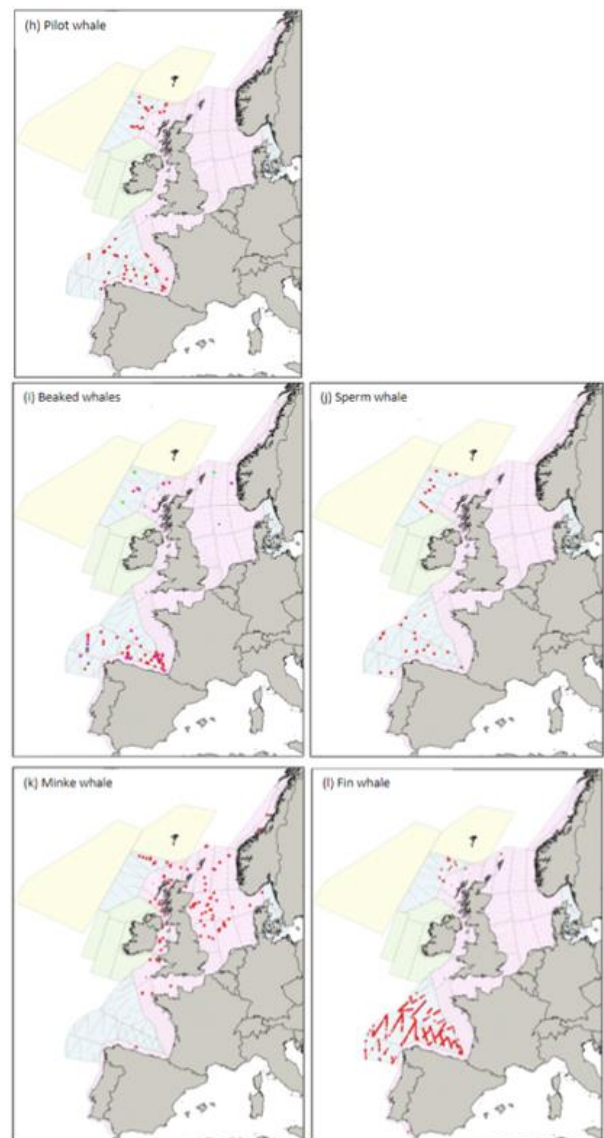 (h) Pilot whale
(i) Beaked whales
(j) Sperm whale
(k) Minke whale
(l) Fin whale